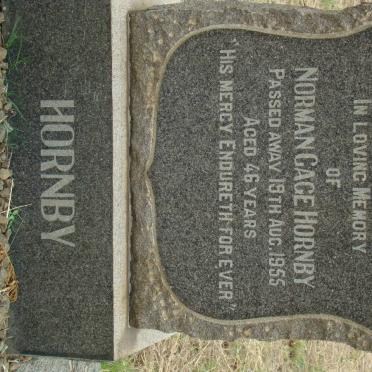 IN LOVING MEMORY
OF
NORMAN GAGE HORNBY
PASSED AWAY 19TH AUG. 1955
AGED 46 YEARS
"HIS MERCY ENDURETH FOR EVER"
HORNBY